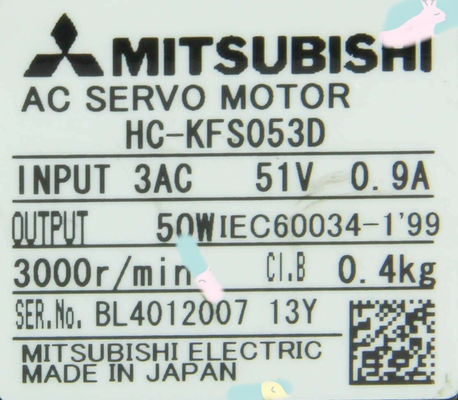 MITSUBISHI
AC SERVO MOTOR
HC-KFS053D
INPUT 3AC 51V 0.9A
OUTPUT 50W IEC60034-1'99
3000r/min Cl.B 0.4kg
SER.No. BL4012007 13Y
MITSUBISHI ELECTRIC
MADE IN JAPAN